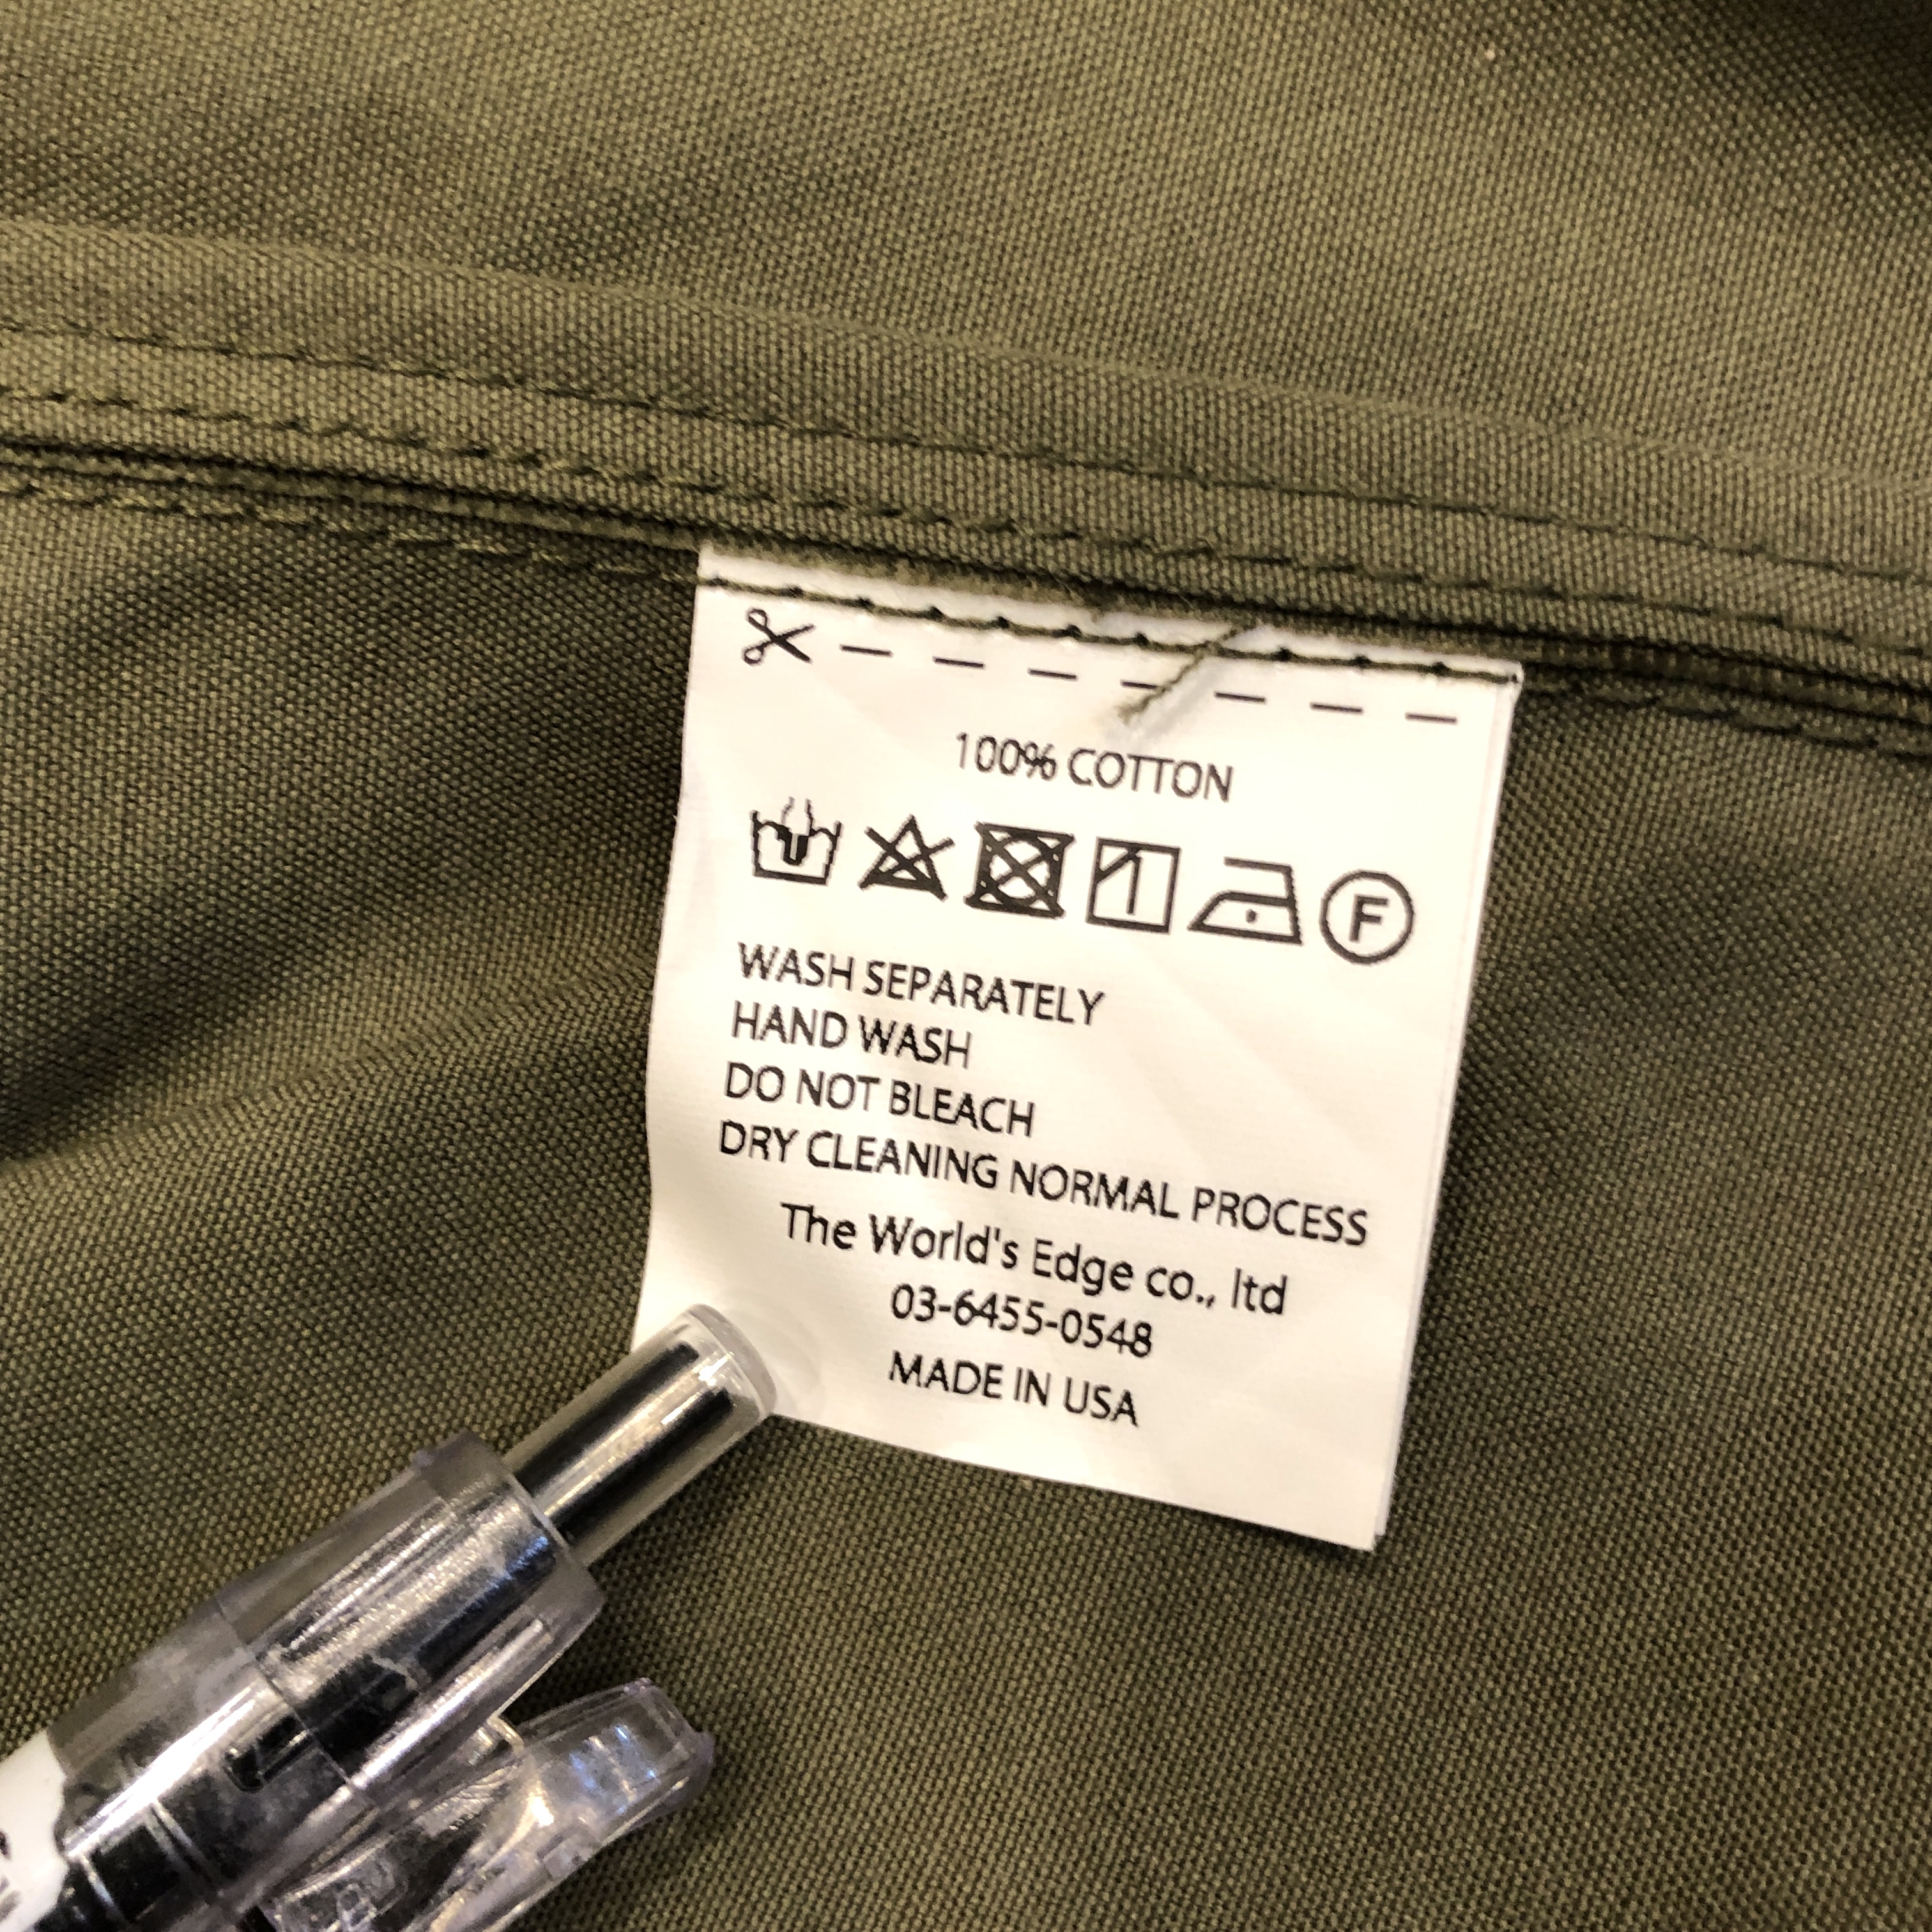 100% COTTON
F
WASH SEPARATELY
HAND WASH
DO NOT BLEACH
DRY CLEANING NORMAL PROCESS
The World's Edge co., ltd
03-6455-0548
MADE IN USA